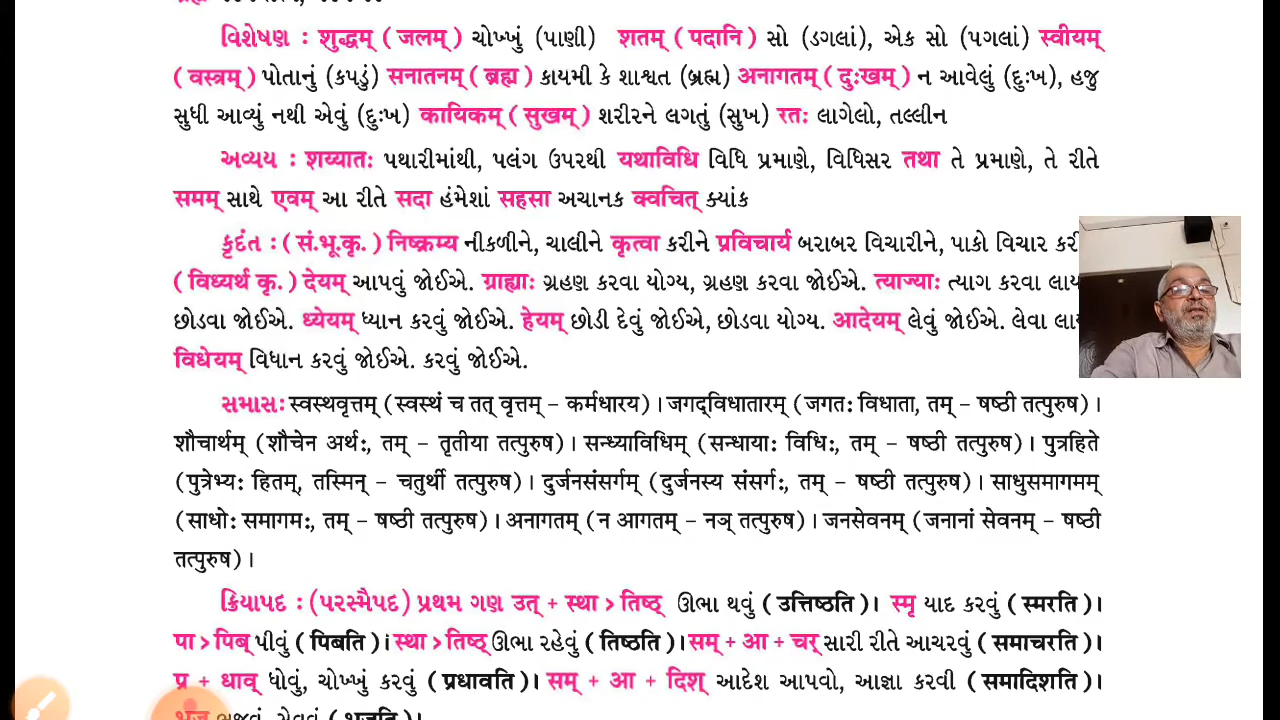 વિશેષણ : शुद्धम् ( जलम् ) ચોખ્ખું (પાણી) शतम् ( पदानि ) સો (ડગલાં), એક સો (પગલાં) स्वीयम्
( वस्त्रम् ) પોતાનું (કપડું) सनातनम् ( ब्रह्म ) કાયમી કે શાશ્વત (બ્રહ્મ) अनागतम् ( दुःखम् ) ન આવેલું (દુઃખ), હજુ
સુધી આવ્યું નથી એવું (દુઃખ) कायिकम् ( सुखम् ) શરીરને લગતું (સુખ) रतः લાગેલો, તલ્લીન
અવ્યય : शय्यातः પથારીમાંથી, પલંગ ઉપરથી यथाविधि વિધિ પ્રમાણે, વિધિસર तथा તે પ્રમાણે, તે રીતે
समम् સાથે एवम् આ રીતે सदा હંમેશાં सहसा અચાનક क्वचित् ક્યાંક
કૃદંત : ( સં.ભૂ.કૃ. ) निष्क्रम्य નીકળીને, ચાલીને कृत्वा કરીને प्रविचार्य બરાબર વિચારીને, પાકો વિચાર
( વિધ્યર્થ કૃ. ) देयम् આપવું જોઈએ. ग्राह्याः ગ્રહણ કરવા યોગ્ય, ગ્રહણ કરવા જોઈએ. त्याज्याः ત્યાગ કરવા
છોડવા જોઈએ. ध्येयम् ધ્યાન કરવું જોઈએ. हेयम् છોડી દેવું જોઈએ, છોડવા યોગ્ય. आदेयम् લેવું જોઈએ. લેવા
विधेयम् વિધાન કરવું જોઈએ. કરવું જોઈએ.
સમાસઃ स्वस्थवृत्तम् (स्वस्थं च तत् वृत्तम् – कर्मधारय)। जगद्विधातारम् (जगतः विधाता, तम् – षष्ठी तत्पुरुष)।
शौचार्थम् (शौचेन अर्थः, तम् – तृतीया तत्पुरुष)। सन्ध्याविधिम् (सन्धायाः विधिः, तम् – षष्ठी तत्पुरुष)। पुत्रहिते
(पुत्रेभ्यः हितम्, तस्मिन् – चतुर्थी तत्पुरुष)। दुर्जनसंसर्गम् (दुर्जनस्य संसर्गः, तम् – षष्ठी तत्पुरुष)। साधुसमागमम्
(साधोः समागमः, तम् – षष्ठी तत्पुरुष)। अनागतम् (न आगतम् – नञ् तत्पुरुष)। जनसेवनम् (जनानां सेवनम् – षष्ठी
तत्पुरुष)।
ક્રિયાપદ : (પરસ્મૈપદ) પ્રથમ ગણ उत् + स्था > तिष्ठ् ઊભા થવું ( उत्तिष्ठति )। स्मृ યાદ કરવું ( स्मरति )।
पा > पिब् પીવું ( पिबति )। स्था > तिष्ठ् ઊભા રહેવું ( तिष्ठति )। सम् + आ + चर् સારી રીતે આચરવું ( समाचरति )।
प्र + धाव् ધોવું, ચોખ્ખું કરવું ( प्रधावति )। सम् + आ + दिश् આદેશ આપવો, આજ્ઞા કરવી ( समादिशति )।